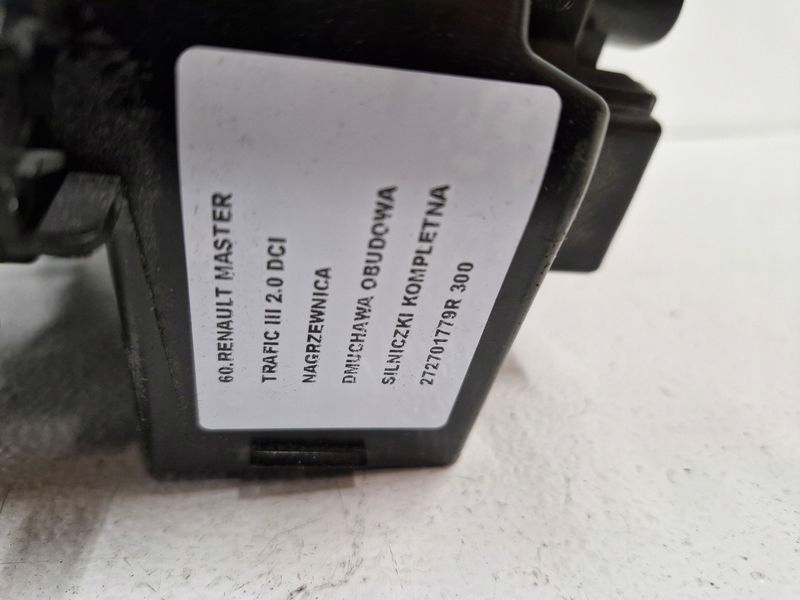 60.RENAULT MASTER
TRAFIC III 2.0 DCI
NAGRZEWNICA
DMUCHAWA OBUDOWA
SILNICZKI KOMPLETNA
272701779R 300